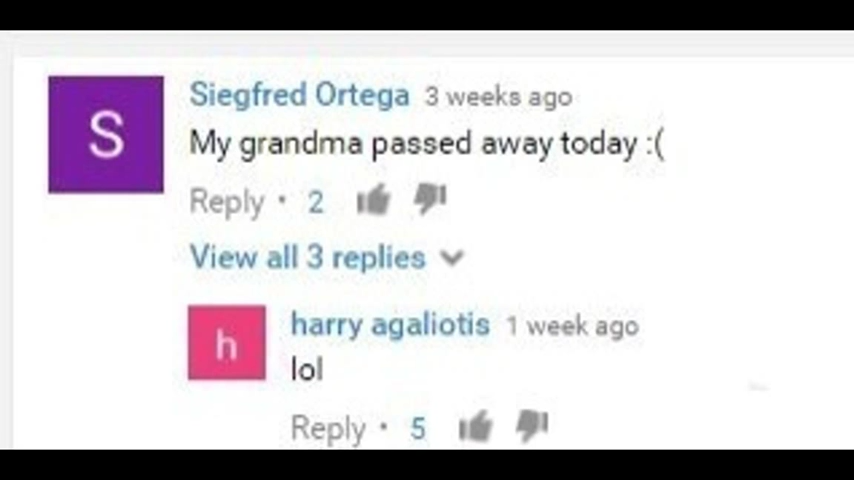 S
Siegfred Ortega 3 weeks ago
My grandma passed away today :(
Reply • 2
View all 3 replies
h
harry agaliotis 1 week ago
lol
Reply • 5